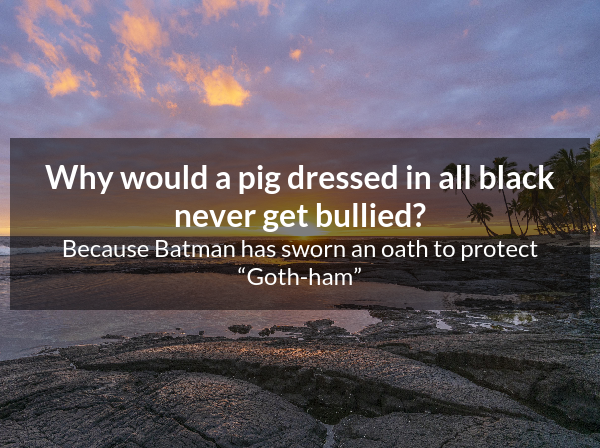 Why would a pig dressed in all black
never get bullied?
Because Batman has sworn an oath to protect
“Goth-ham”